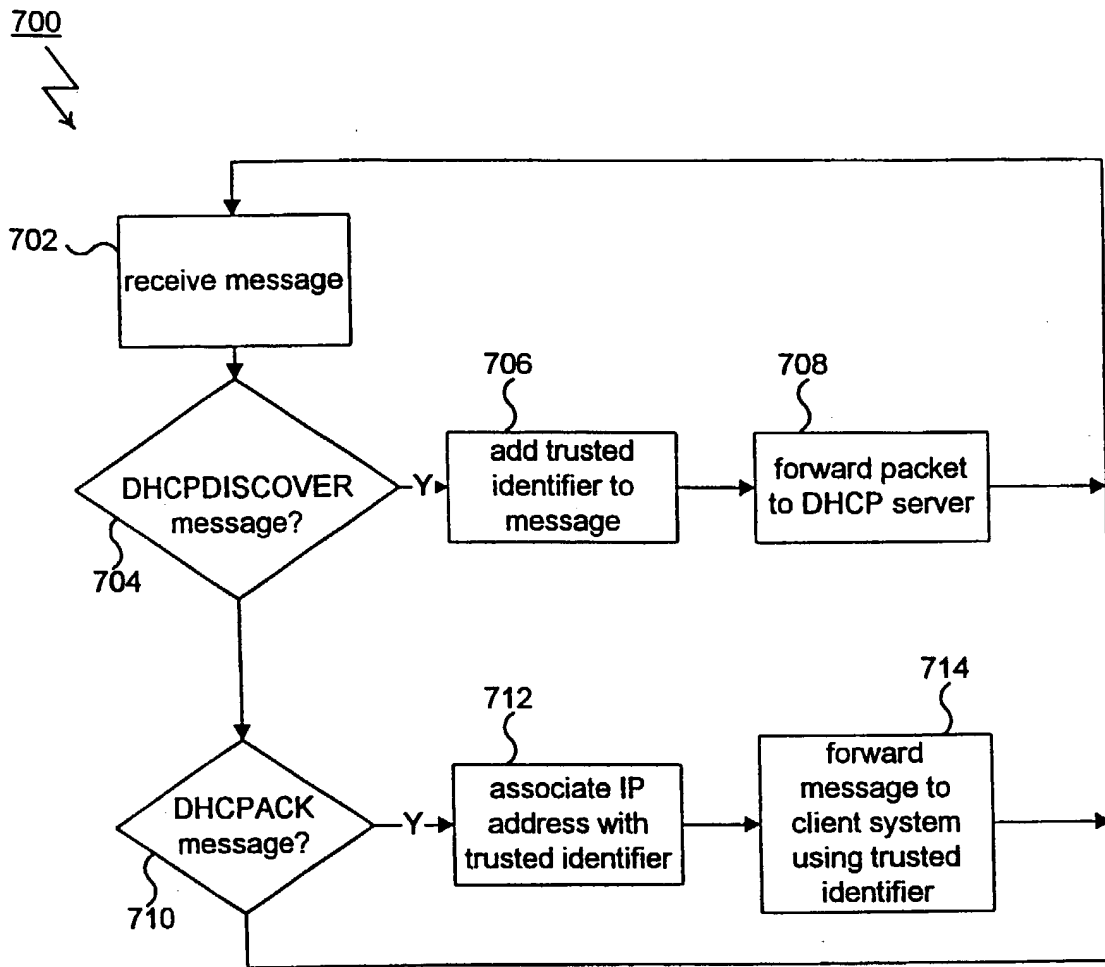 700
702
receive message
706
708
DHCPDISCOVER
message?
Y
add trusted
identifier to
message
forward packet
to DHCP server
704
712
714
DHCPACK
message?
Y
associate IP
address with
trusted identifier
forward
message to
client system
using trusted
identifier
710